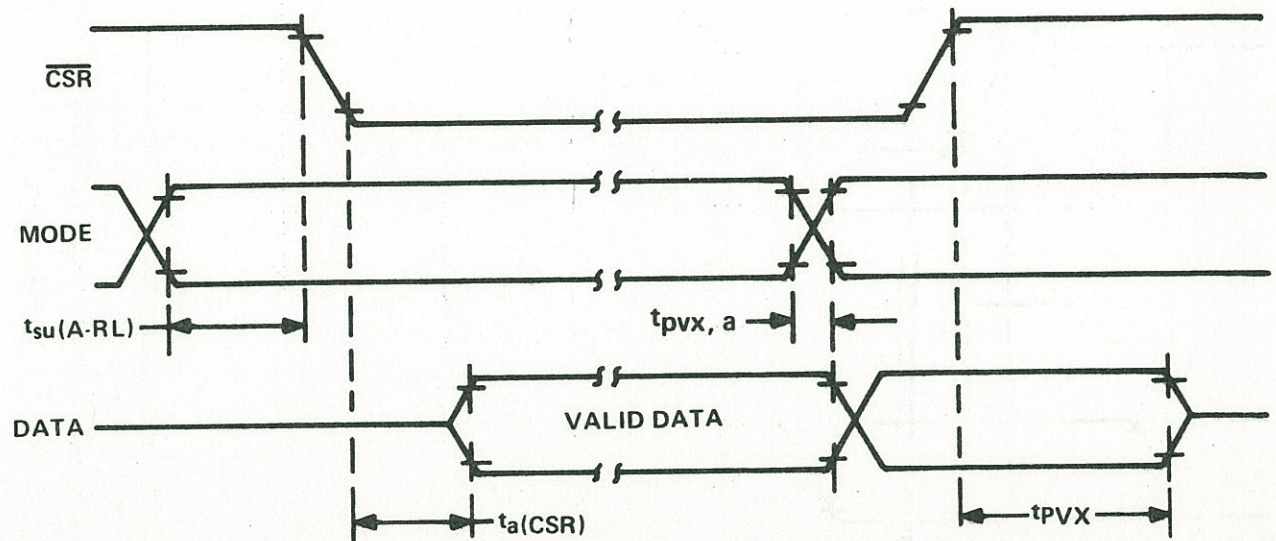 CSR
MODE
tsu(A-RL)
tpvx, a
DATA
VALID DATA
ta(CSR)
tPVX